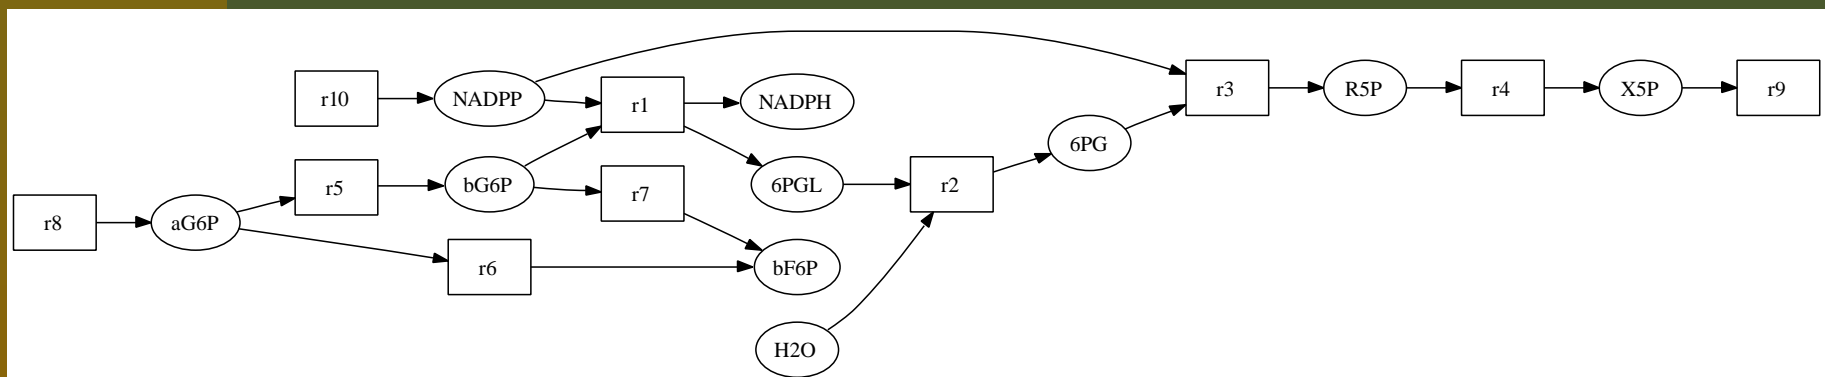 r10
NADPP
r1
NADPH
r3
R5P
r4
X5P
r9
6PG
r8
aG6P
r5
bG6P
r7
6PGL
r2
r6
bF6P
H2O